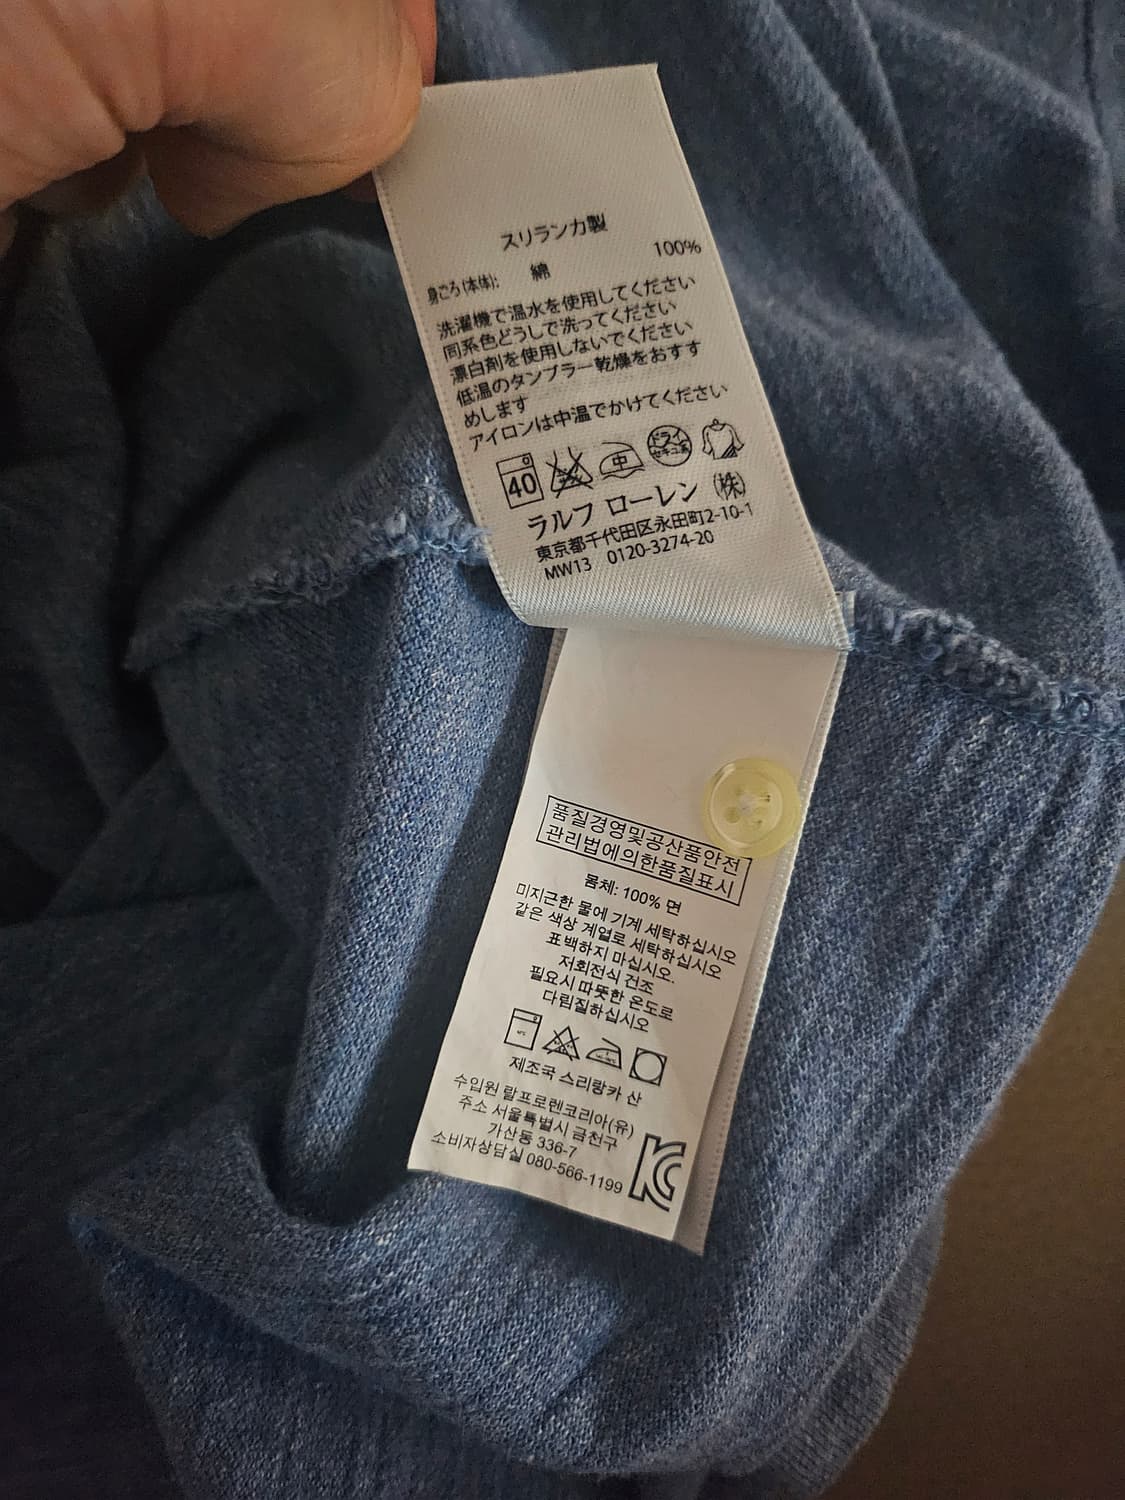 スリランカ製
身ごろ(本体): 綿 100%
洗濯機で温水を使用してください
同系色どうしで洗ってください
漂白剤を使用しないでください
低温のタンブラー乾燥をおすす
めします
アイロンは中温でかけてください
40 中 ドライ セキユ系
ラルフ ローレン (株)
東京都千代田区永田町2-10-1
MW13 0120-3274-20
품질경영및공산품안전
관리법에의한품질표시
몸체: 100% 면
미지근한 물에 기계 세탁하십시오
같은 색상 계열로 세탁하십시오
표백하지 마십시오.
저회전식 건조
필요시 따뜻한 온도로
다림질하십시오
제조국 스리랑카 산
수입원 랄프로렌코리아(유)
주소 서울특별시 금천구
가산동 336-7
소비자상담실 080-566-1199
KC